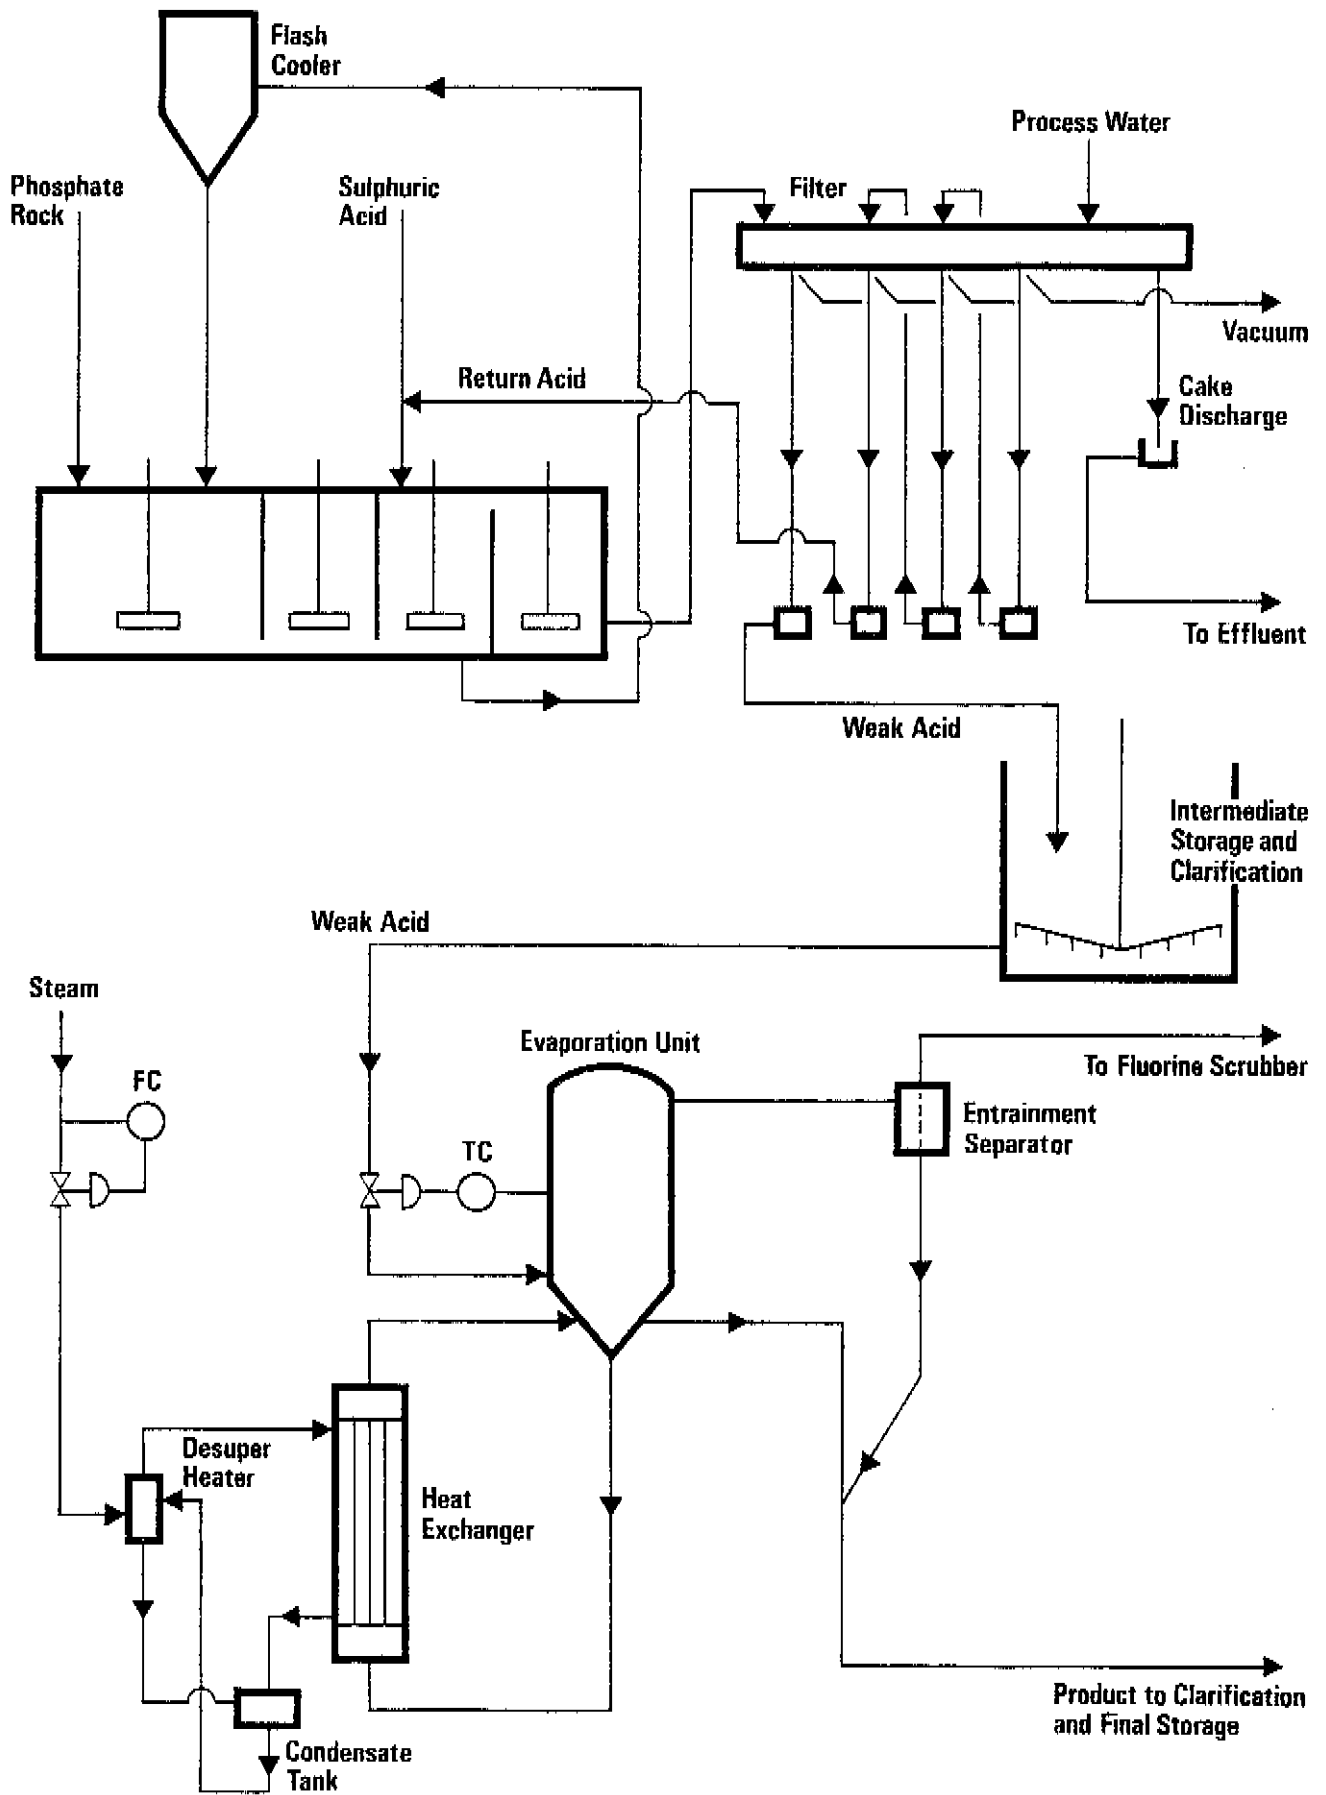 Flash
Cooler
Process Water
Phosphate
Rock
Sulphuric
Acid
Filter
Vacuum
Return Acid
Cake
Discharge
To Effluent
Weak Acid
Intermediate
Storage and
Clarification
Weak Acid
Steam
Evaporation Unit
To Fluorine Scrubber
FC
Entrainment
Separator
TC
Desuper
Heater
Heat
Exchanger
Product to Clarification
and Final Storage
Condensate
Tank